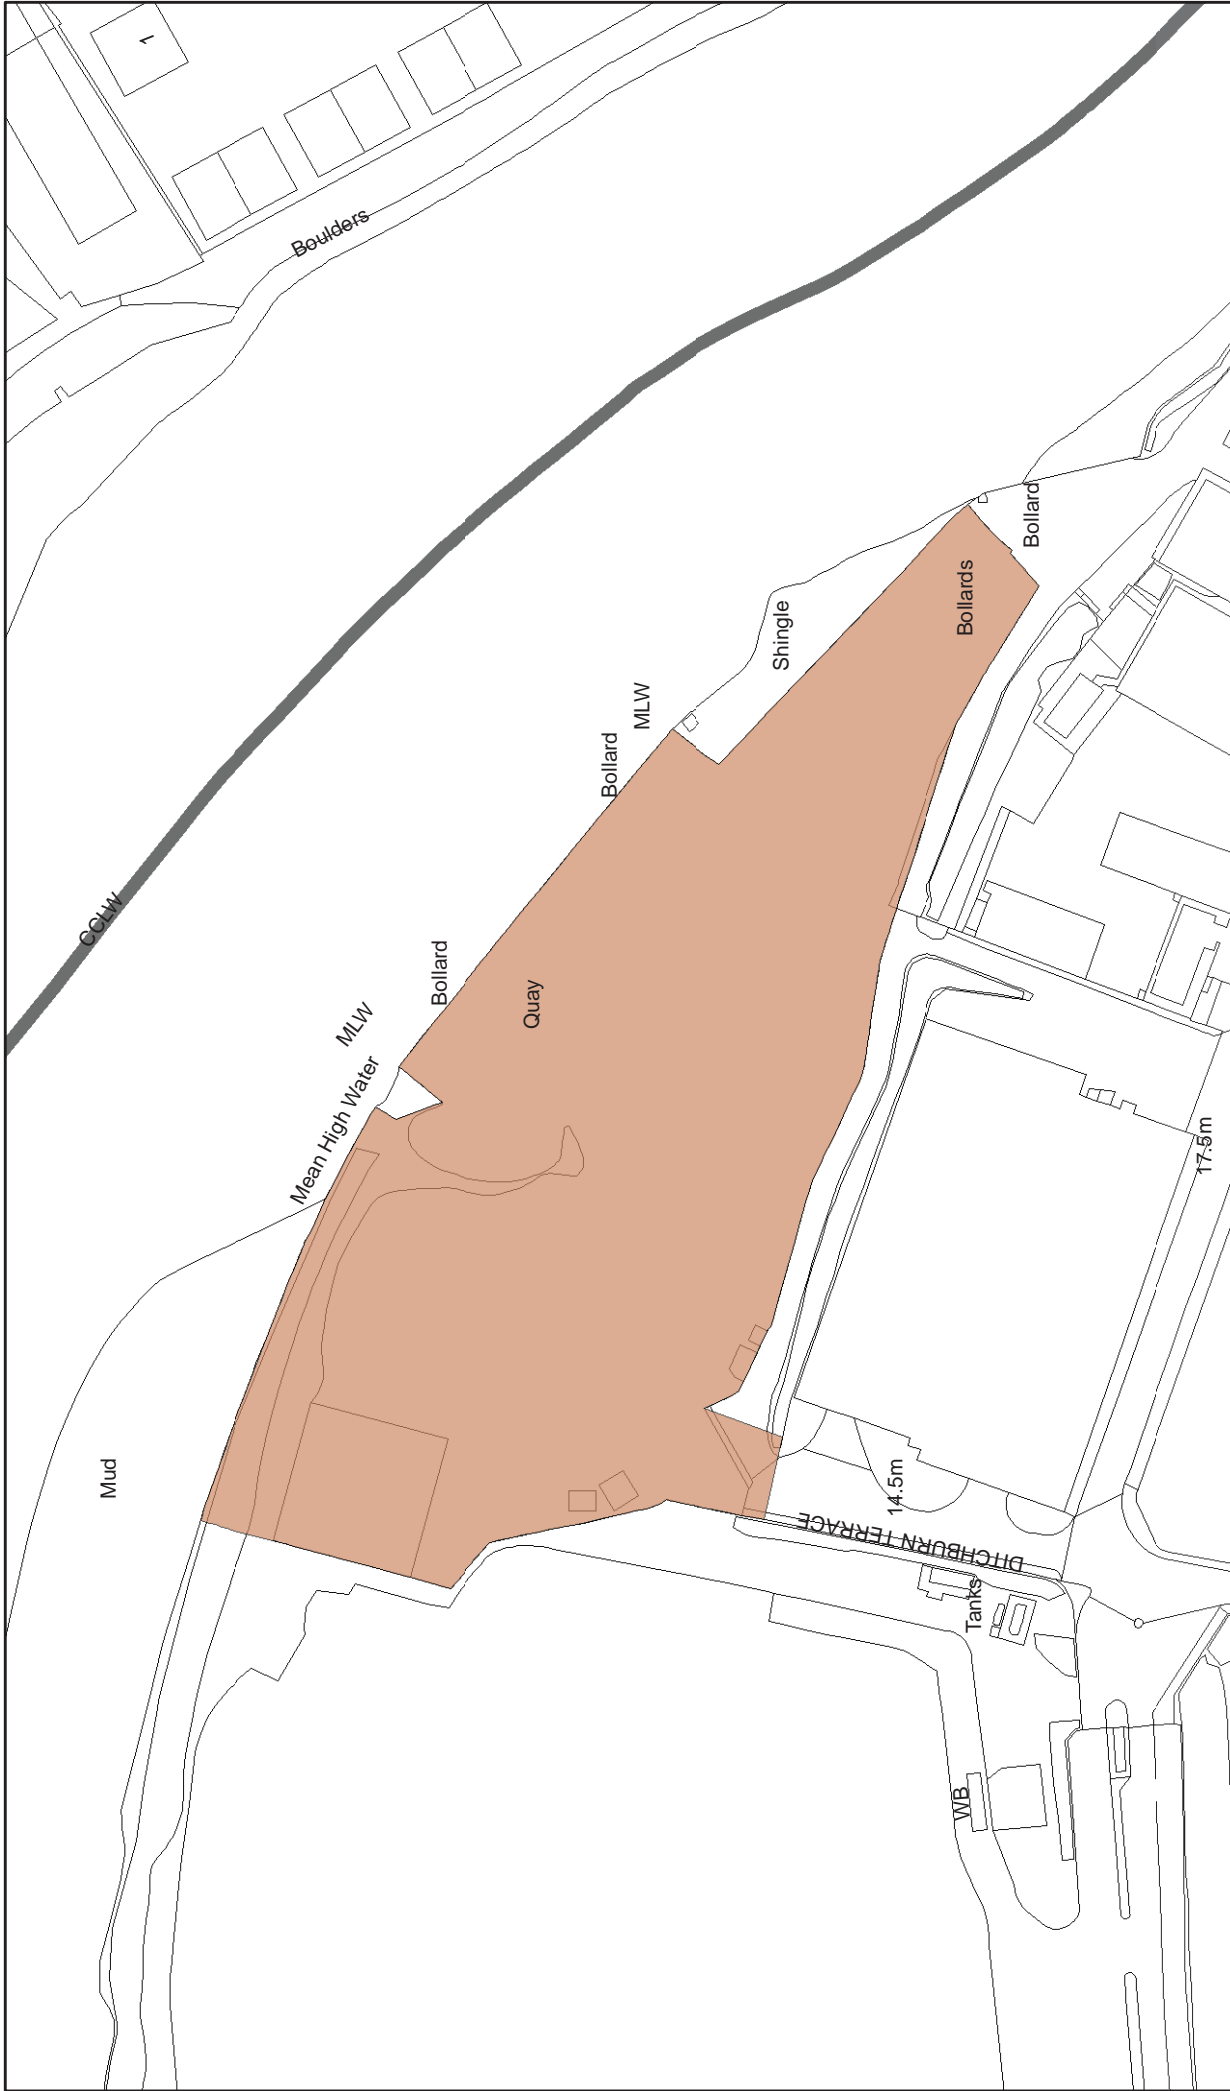 1
Boulders
CCLW
Bollard
Bollards
Shingle
MLW
Bollard
Bollard
Quay
MLW
Mean High Water
Mud
17.5m
14.5m
DITCHBURN TERRACE
Tanks
WB